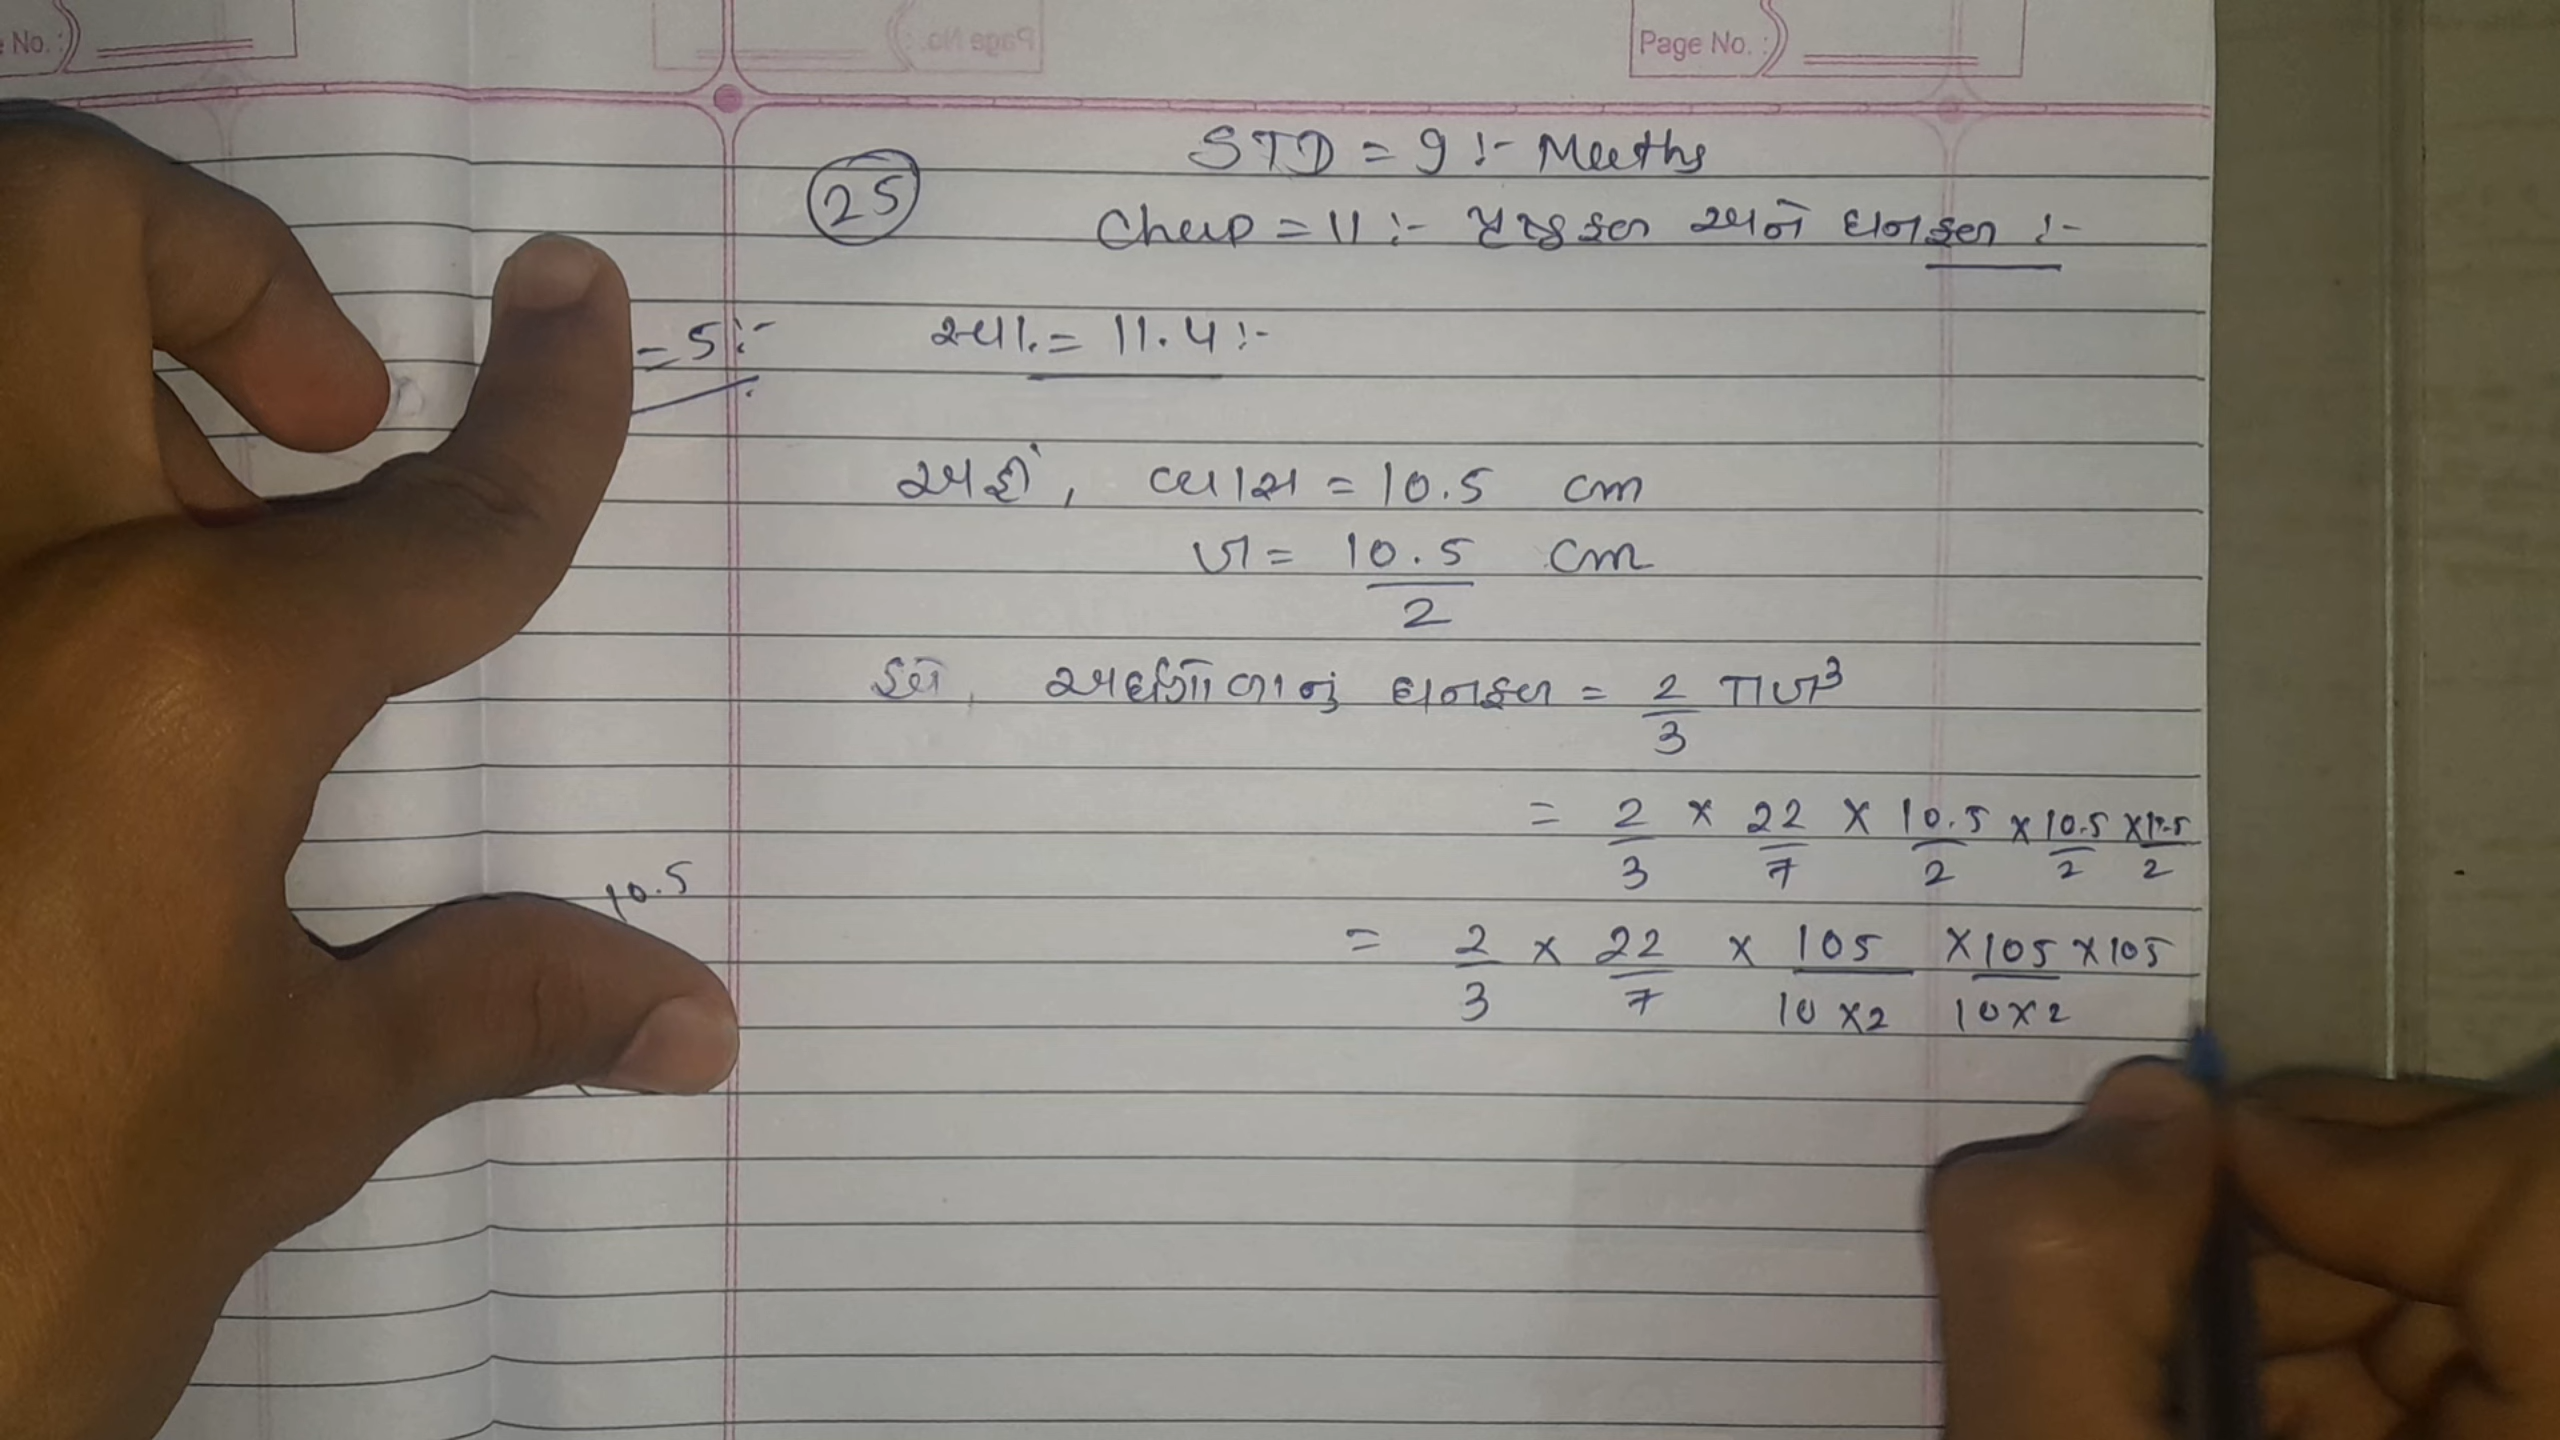 No. :
Page No. :
25
STD = 9 :- Maths
Chap = 11 :- પૃષ્ઠફળ અને ઘનફળ :-
= 5 :-
સ્વા. = 11.4 :-
અહીં, વ્યાસ = 10.5 cm
r = 10.5/2 cm
હવે, અર્ધગોળાનું ઘનફળ = 2/3 πr³
= 2/3 × 22/7 × 10.5/2 × 10.5/2 × 10.5/2
10.5
= 2/3 × 22/7 × 105/10×2 × 105/10×2 × 105